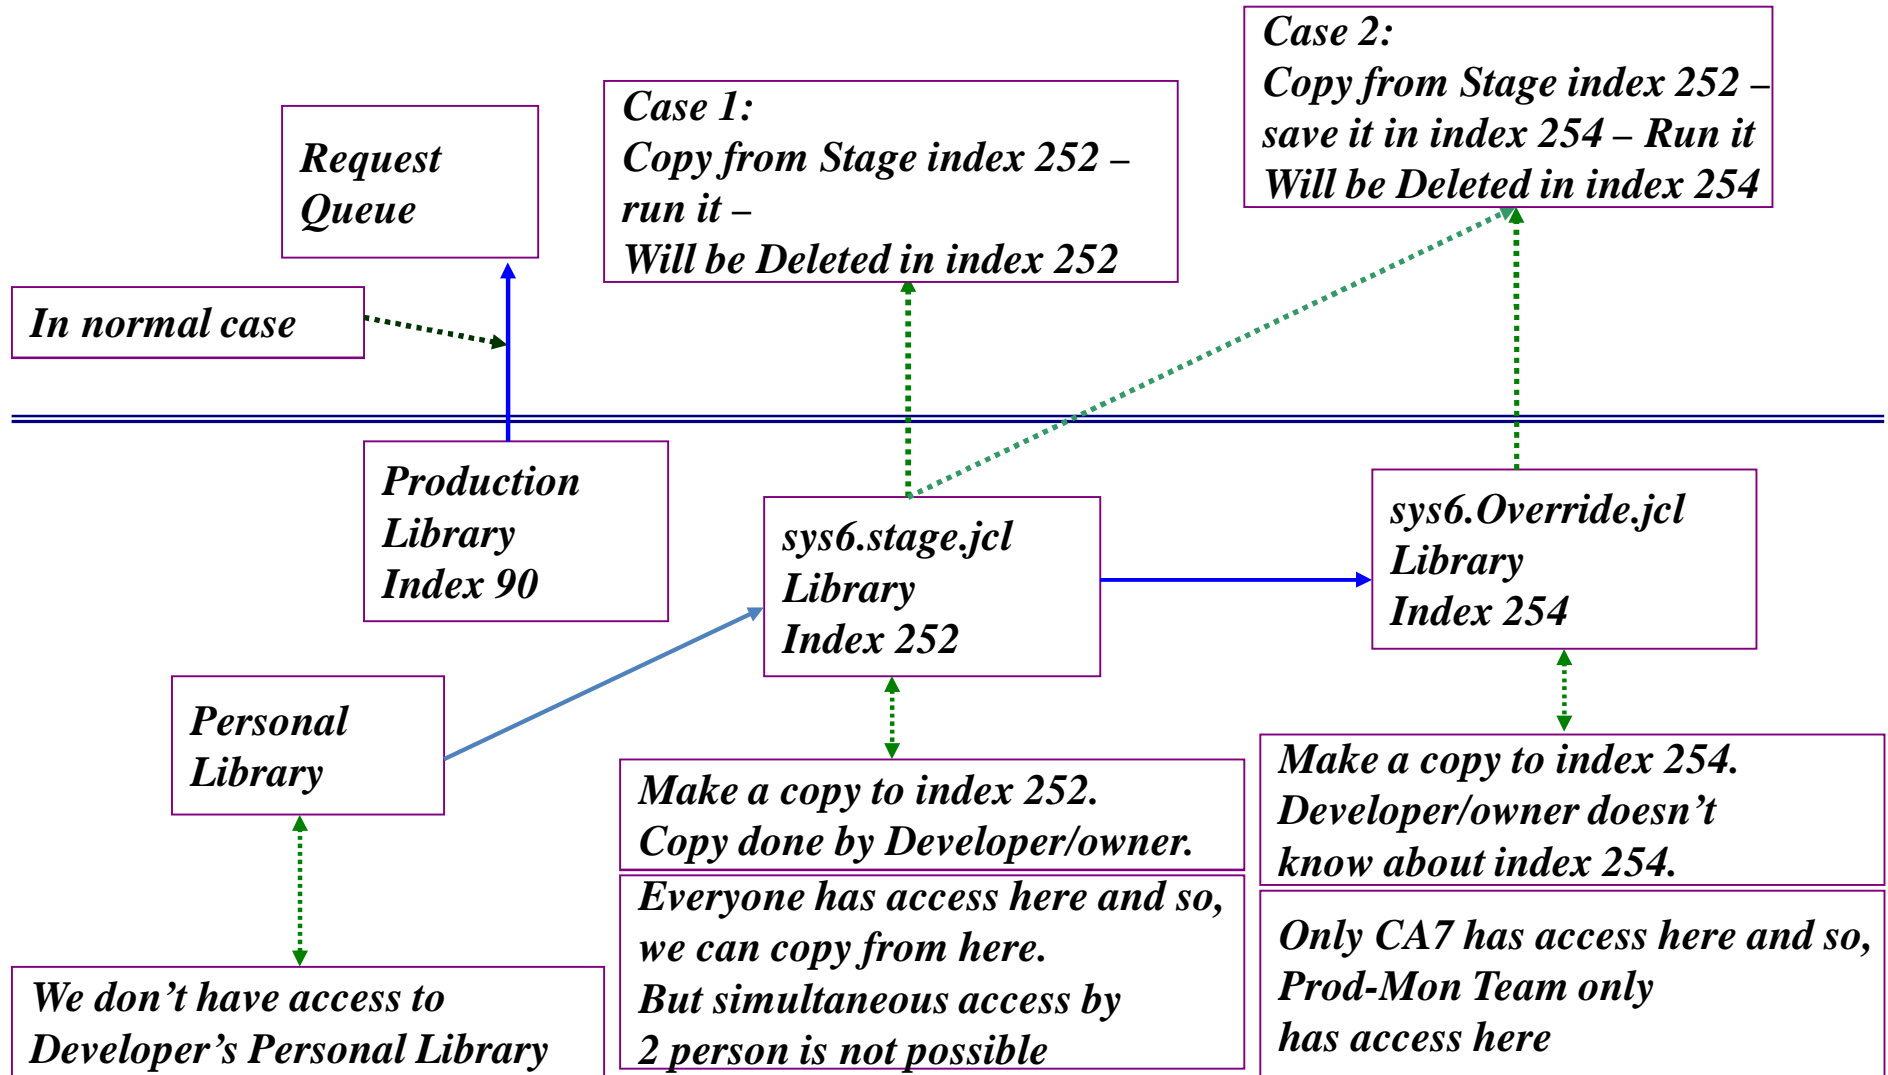 Case 2:
Copy from Stage index 252 –
save it in index 254 – Run it
Will be Deleted in index 254
Case 1:
Copy from Stage index 252 –
run it –
Will be Deleted in index 252
Request
Queue
In normal case
Production
Library
Index 90
sys6.stage.jcl
Library
Index 252
sys6.Override.jcl
Library
Index 254
Personal
Library
Make a copy to index 252.
Copy done by Developer/owner.
Everyone has access here and so,
we can copy from here.
But simultaneous access by
2 person is not possible
Make a copy to index 254.
Developer/owner doesn’t
know about index 254.
Only CA7 has access here and so,
Prod-Mon Team only
has access here
We don’t have access to
Developer’s Personal Library